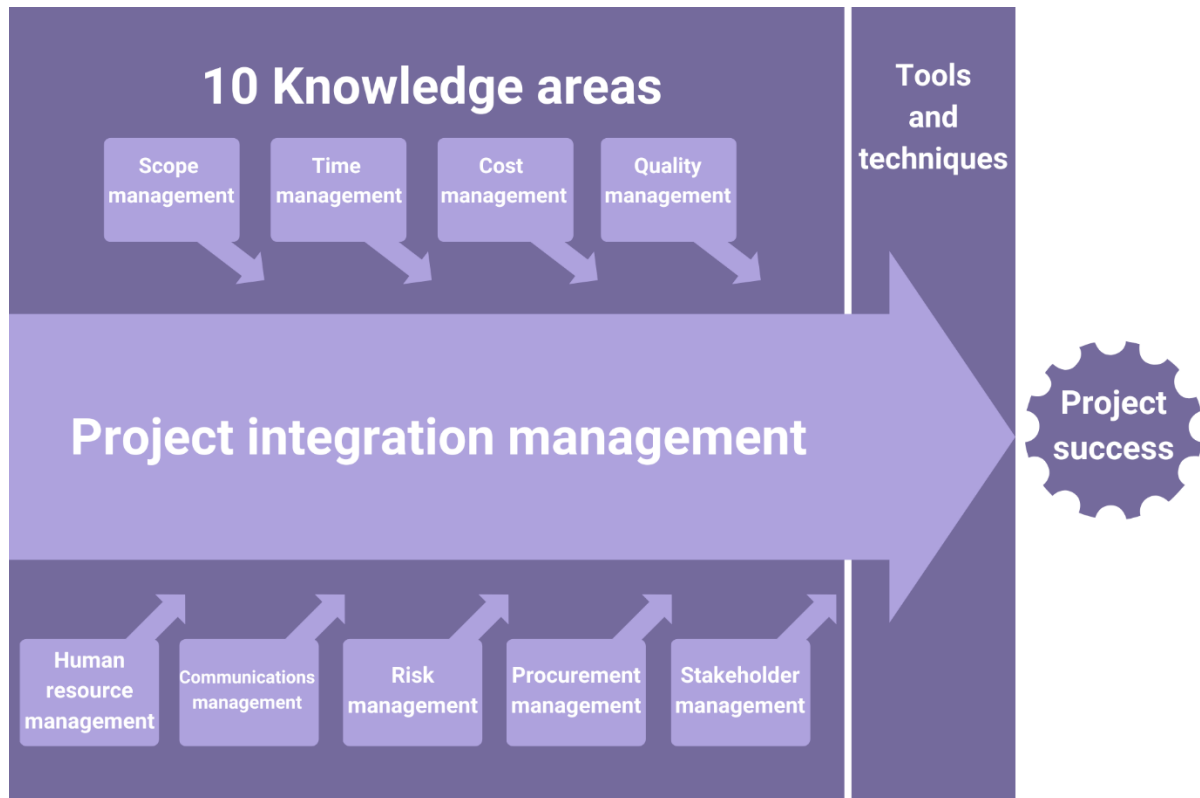 10 Knowledge areas
Scope
management
Time
management
Cost
management
Quality
management
Tools
and
techniques
Project integration management
Project
success
Human
resource
management
Communications
management
Risk
management
Procurement
management
Stakeholder
management